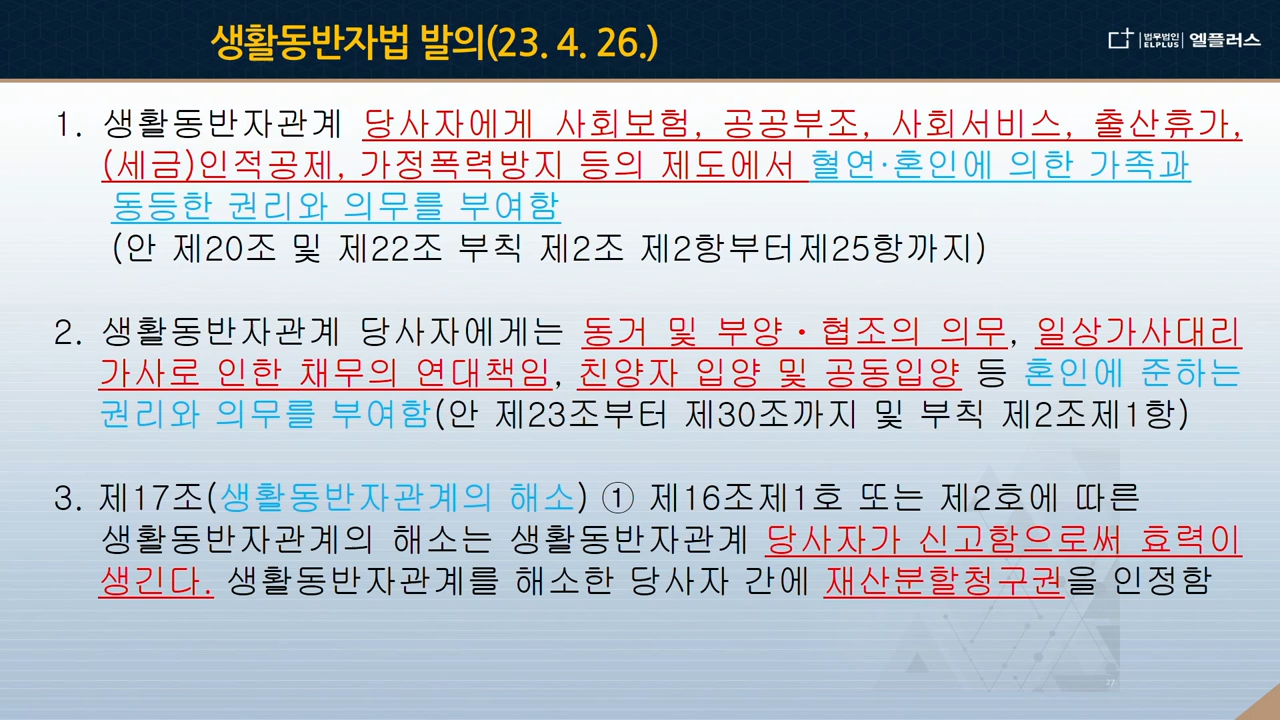 생활동반자법 발의(23. 4. 26.)
법무법인
ELPLUS
엘플러스
1. 생활동반자관계 당사자에게 사회보험, 공공부조, 사회서비스, 출산휴가,
(세금)인적공제, 가정폭력방지 등의 제도에서 혈연·혼인에 의한 가족과
동등한 권리와 의무를 부여함
(안 제20조 및 제22조 부칙 제2조 제2항부터제25항까지)
2. 생활동반자관계 당사자에게는 동거 및 부양·협조의 의무, 일상가사대리
가사로 인한 채무의 연대책임, 친양자 입양 및 공동입양 등 혼인에 준하는
권리와 의무를 부여함(안 제23조부터 제30조까지 및 부칙 제2조제1항)
3. 제17조(생활동반자관계의 해소) ① 제16조제1호 또는 제2호에 따른
생활동반자관계의 해소는 생활동반자관계 당사자가 신고함으로써 효력이
생긴다. 생활동반자관계를 해소한 당사자 간에 재산분할청구권을 인정함
27